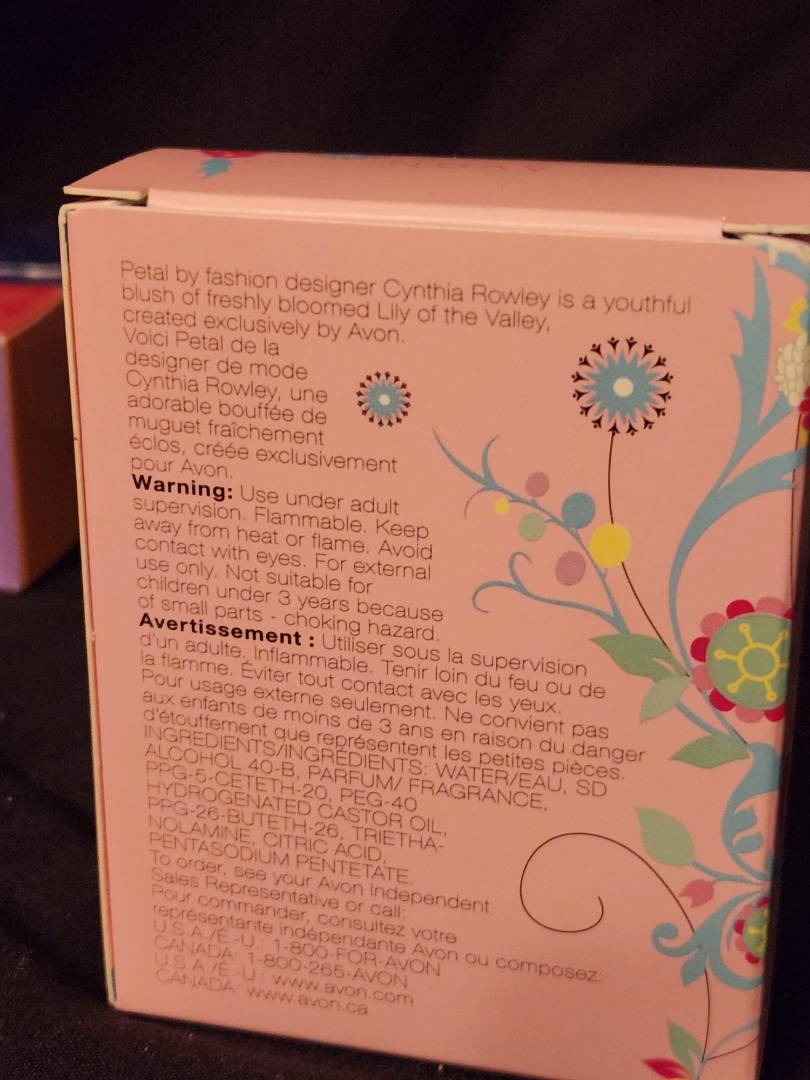 Petal by fashion designer Cynthia Rowley is a youthful
blush of freshly bloomed Lily of the Valley,
created exclusively by Avon.
Voici Petal de la
designer de mode
Cynthia Rowley, une
adorable bouffée de
muguet fraîchement
éclos, créée exclusivement
pour Avon.
Warning: Use under adult
supervision. Flammable. Keep
away from heat or flame. Avoid
contact with eyes. For external
use only. Not suitable for
children under 3 years because
of small parts - choking hazard.
Avertissement : Utiliser sous la supervision
d'un adulte. Inflammable. Tenir loin du feu ou de
la flamme. Éviter tout contact avec les yeux.
Pour usage externe seulement. Ne convient pas
aux enfants de moins de 3 ans en raison du danger
d'étouffement que représentent les petites pièces.
INGREDIENTS/INGRÉDIENTS: WATER/EAU, SD
ALCOHOL 40-B, PARFUM/ FRAGRANCE,
PPG-5-CETETH-20, PEG-40
HYDROGENATED CASTOR OIL,
PPG-26-BUTETH-26, TRIETHA-
NOLAMINE, CITRIC ACID,
PENTASODIUM PENTETATE.
To order, see your Avon Independent
Sales Representative or call:
Pour commander, consultez votre
représentante indépendante Avon ou composez:
U.S.A./É.-U.: 1-800-FOR-AVON
CANADA: 1-800-265-AVON
U.S.A./É.-U.: www.avon.com
CANADA: www.avon.ca